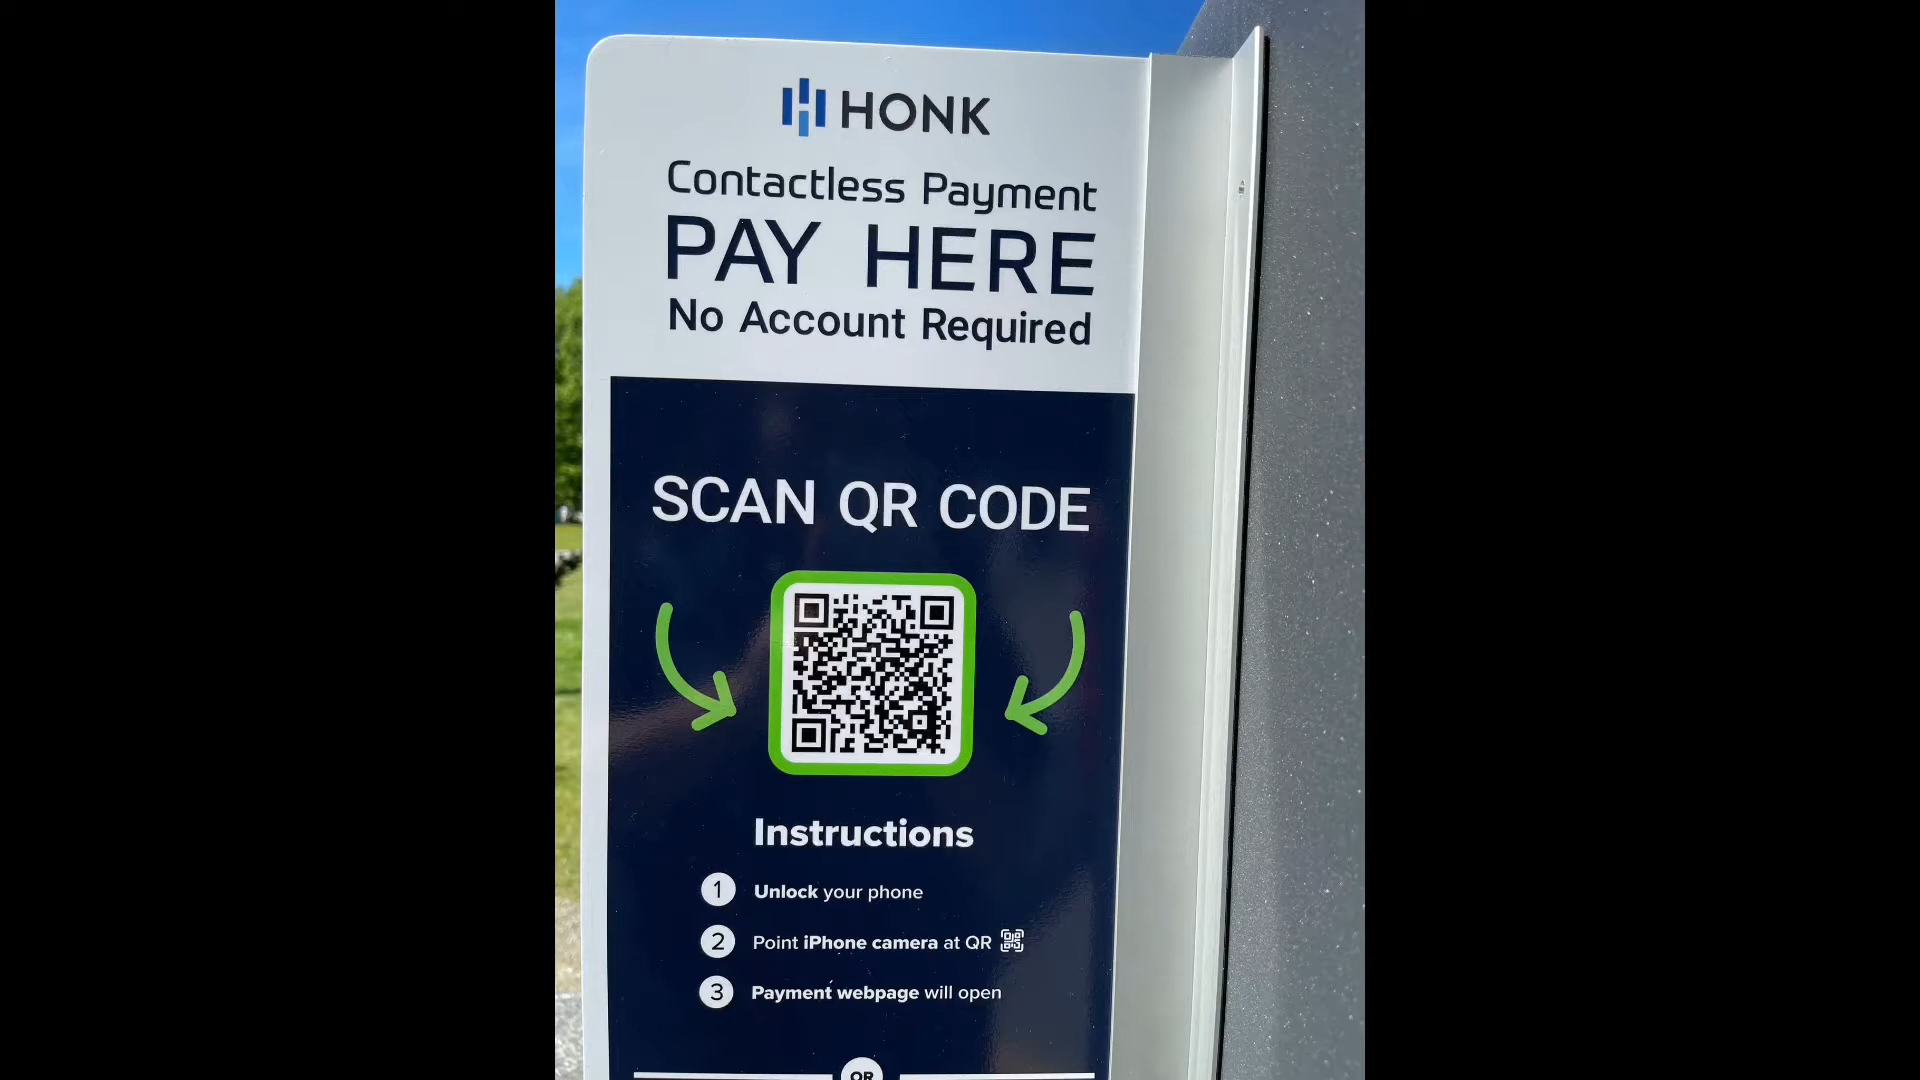 HONK
Contactless Payment
PAY HERE
No Account Required
SCAN QR CODE
Instructions
1 Unlock your phone
2 Point iPhone camera at QR
3 Payment webpage will open
OR